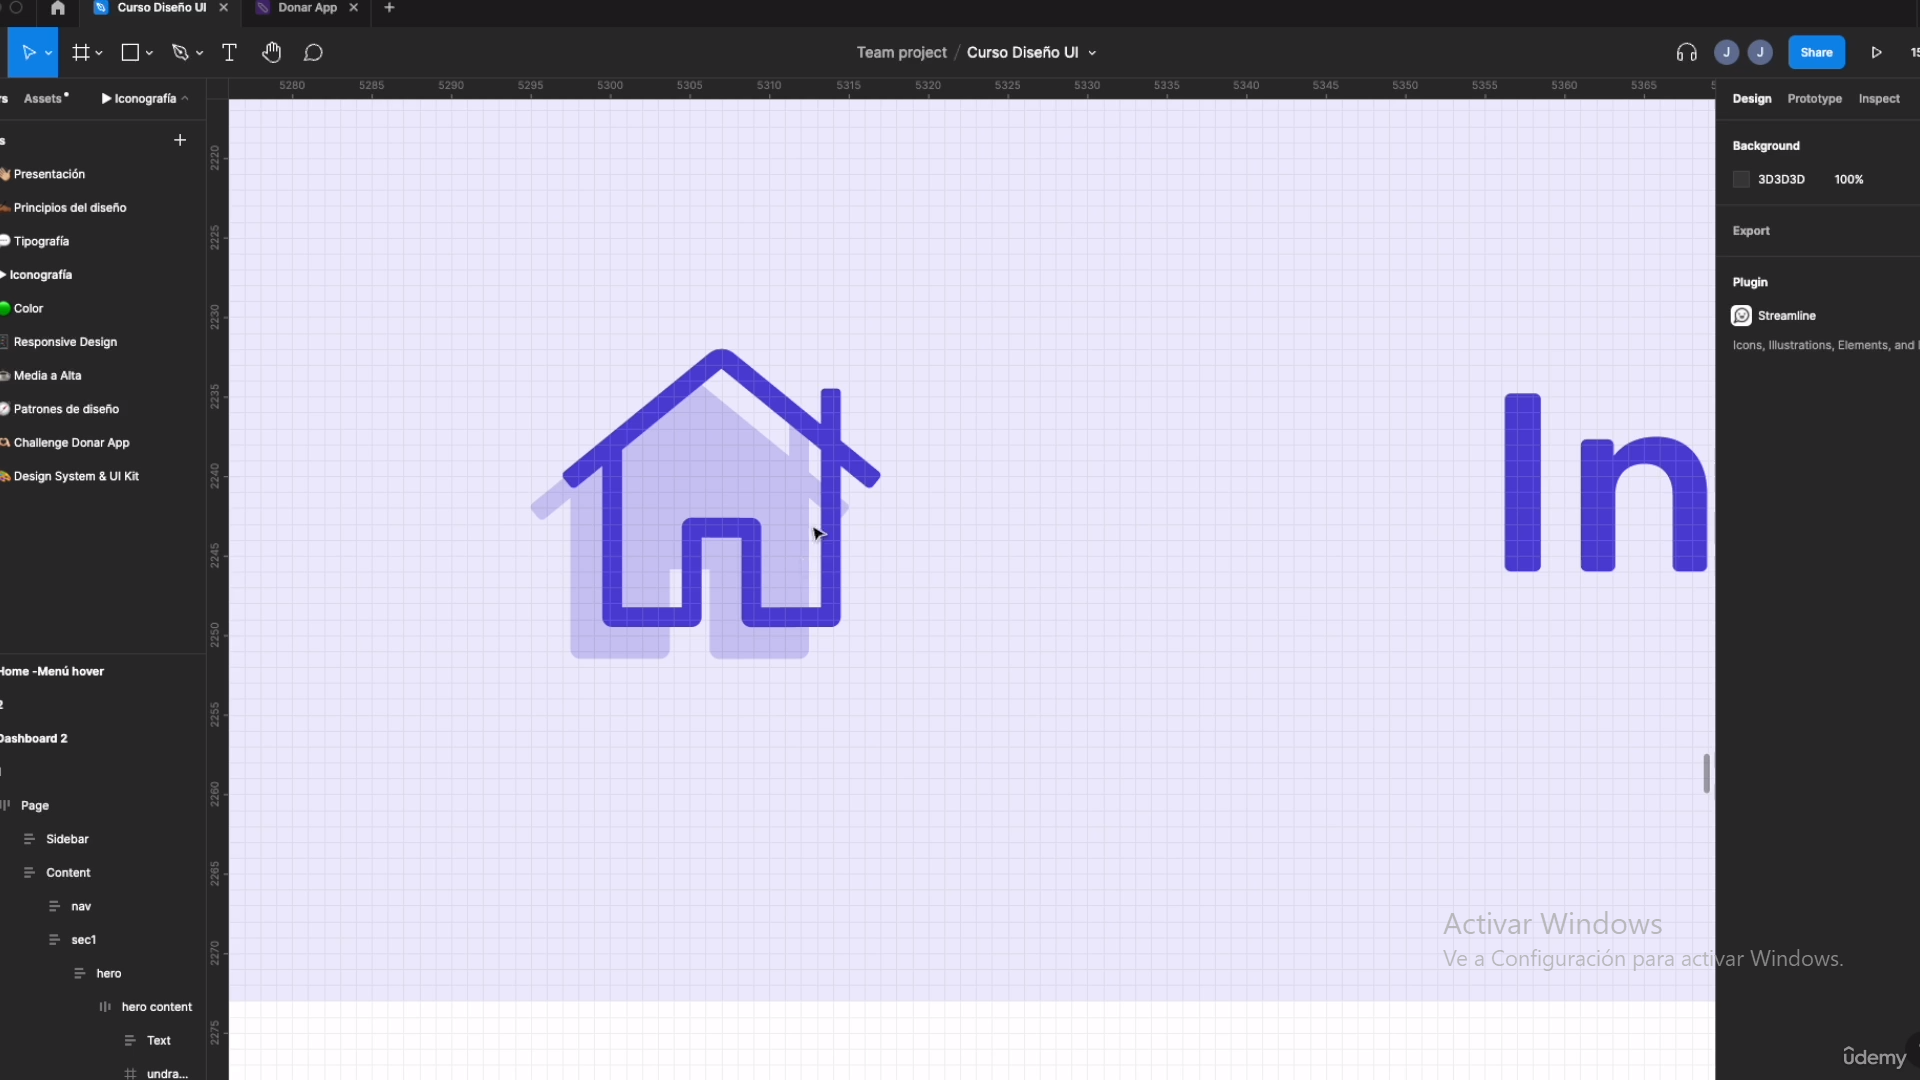 Curso Diseño UI
Donar App
Team project / Curso Diseño UI
J
J
Share
15
Assets
Iconografía
5280 5285 5290 5295 5300 5305 5310 5315 5320 5325 5330 5335 5340 5345 5350 5355 5360 5365
Design Prototype Inspect
Presentación
Principios del diseño
Tipografía
Iconografía
Color
Responsive Design
Media a Alta
Patrones de diseño
Challenge Donar App
Design System & UI Kit
Home -Menú hover
2
Dashboard 2
Page
Sidebar
Content
nav
sec1
hero
hero content
Text
undra...
2220
2225
2230
2235
2240
2245
2250
2255
2260
2265
2270
2275
In
Background
3D3D3D 100%
Export
Plugin
Streamline
Icons, Illustrations, Elements, and
Activar Windows
Ve a Configuración para activar Windows.
ûdemy